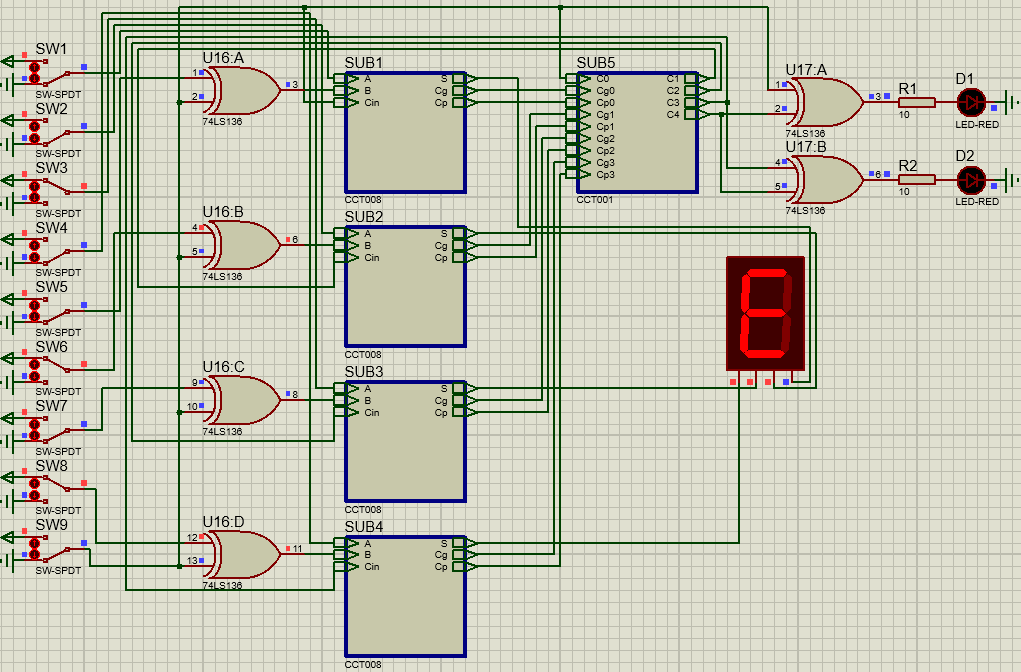 SW1
SW-SPDT
SW2
SW-SPDT
SW3
SW-SPDT
SW4
SW-SPDT
SW5
SW-SPDT
SW6
SW-SPDT
SW7
SW-SPDT
SW8
SW-SPDT
SW9
SW-SPDT
U16:A
1
2
3
74LS136
U16:B
4
5
6
74LS136
U16:C
9
10
8
74LS136
U16:D
12
13
11
74LS136
SUB1
A S
B Cg
Cin Cp
CCT008
SUB2
A S
B Cg
Cin Cp
CCT008
SUB3
A S
B Cg
Cin Cp
CCT008
SUB4
A S
B Cg
Cin Cp
CCT008
SUB5
C0 C1
Cg0 C2
Cp0 C3
Cg1 C4
Cp1
Cg2
Cp2
Cg3
Cp3
CCT001
U17:A
1
2
3
74LS136
U17:B
4
5
6
74LS136
R1
10
R2
10
D1
LED-RED
D2
LED-RED
E